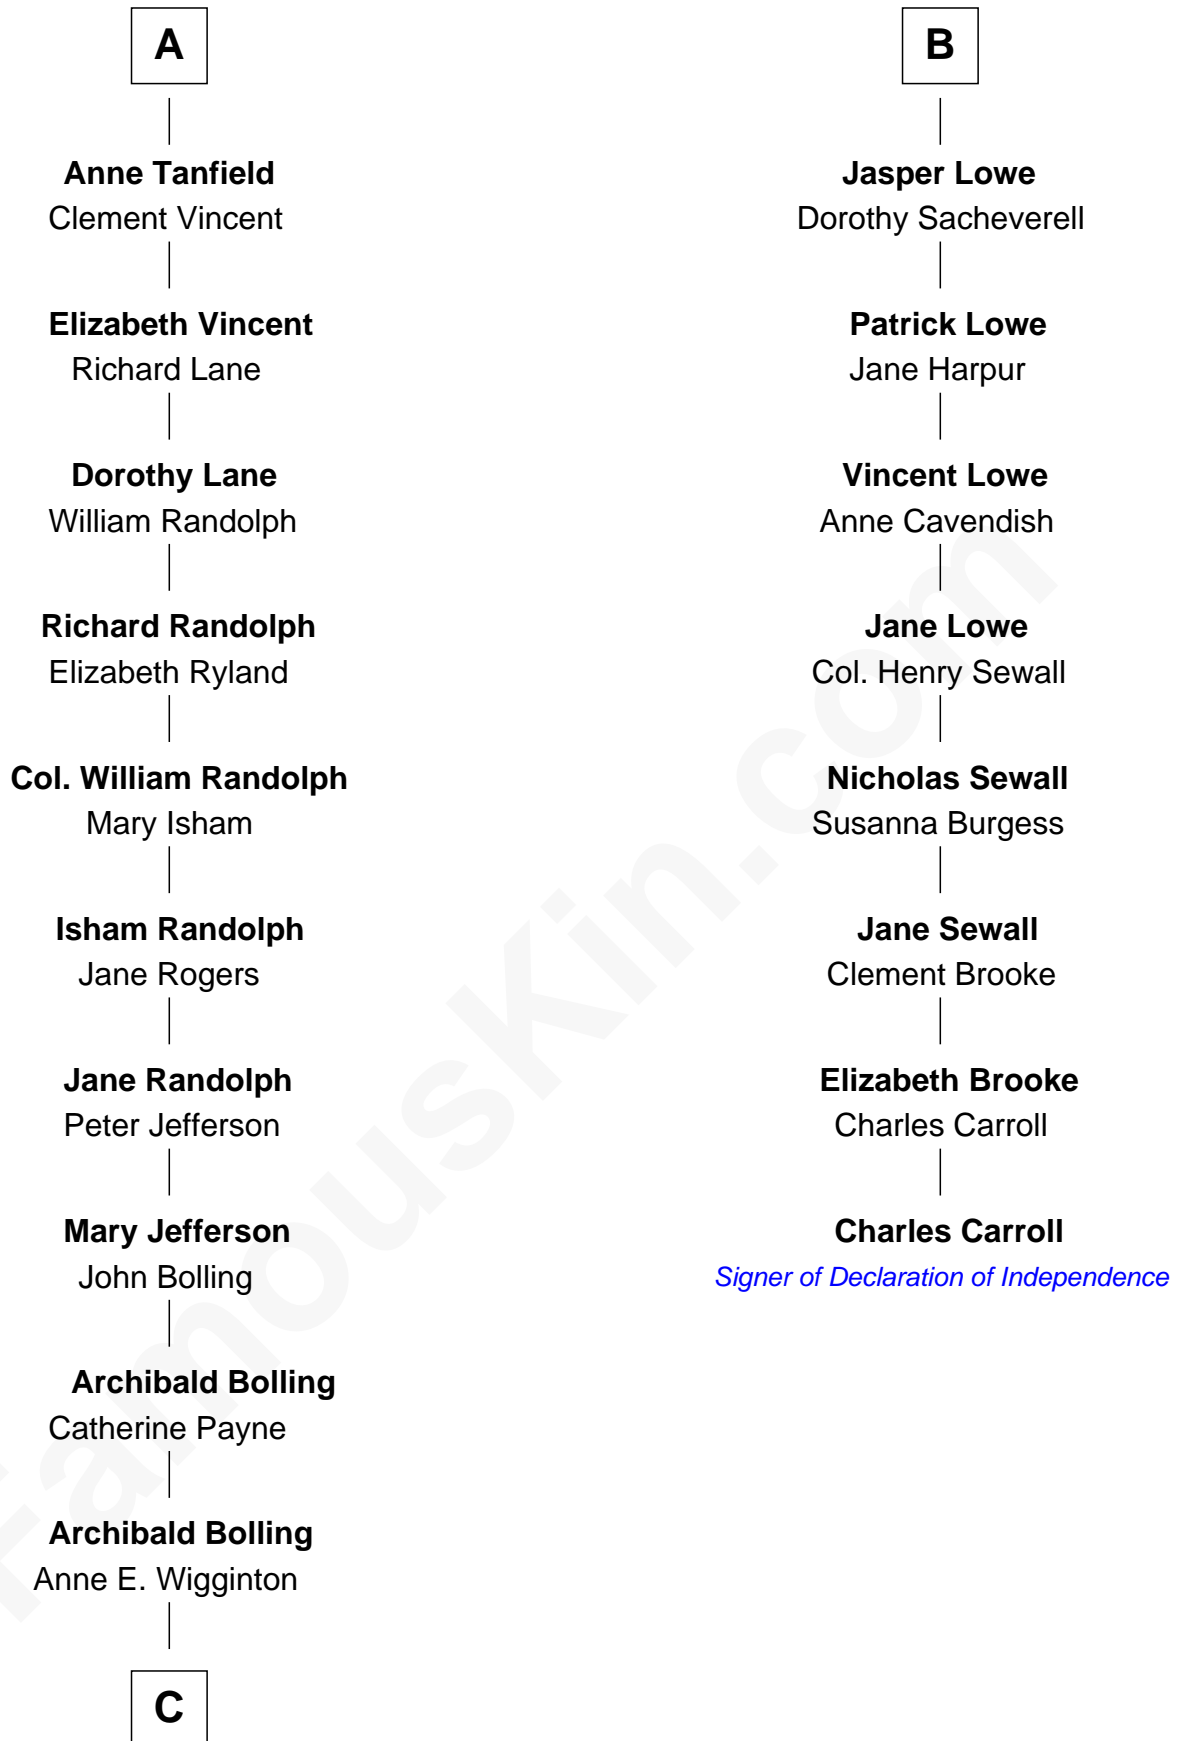 A
Anne Tanfield
Clement Vincent
Elizabeth Vincent
Richard Lane
Dorothy Lane
William Randolph
Richard Randolph
Elizabeth Ryland
Col. William Randolph
Mary Isham
Isham Randolph
Jane Rogers
Jane Randolph
Peter Jefferson
Mary Jefferson
John Bolling
Archibald Bolling
Catherine Payne
Archibald Bolling
Anne E. Wigginton
C
B
Jasper Lowe
Dorothy Sacheverell
Patrick Lowe
Jane Harpur
Vincent Lowe
Anne Cavendish
Jane Lowe
Col. Henry Sewall
Nicholas Sewall
Susanna Burgess
Jane Sewall
Clement Brooke
Elizabeth Brooke
Charles Carroll
Charles Carroll
Signer of Declaration of Independence
FamousKin.com